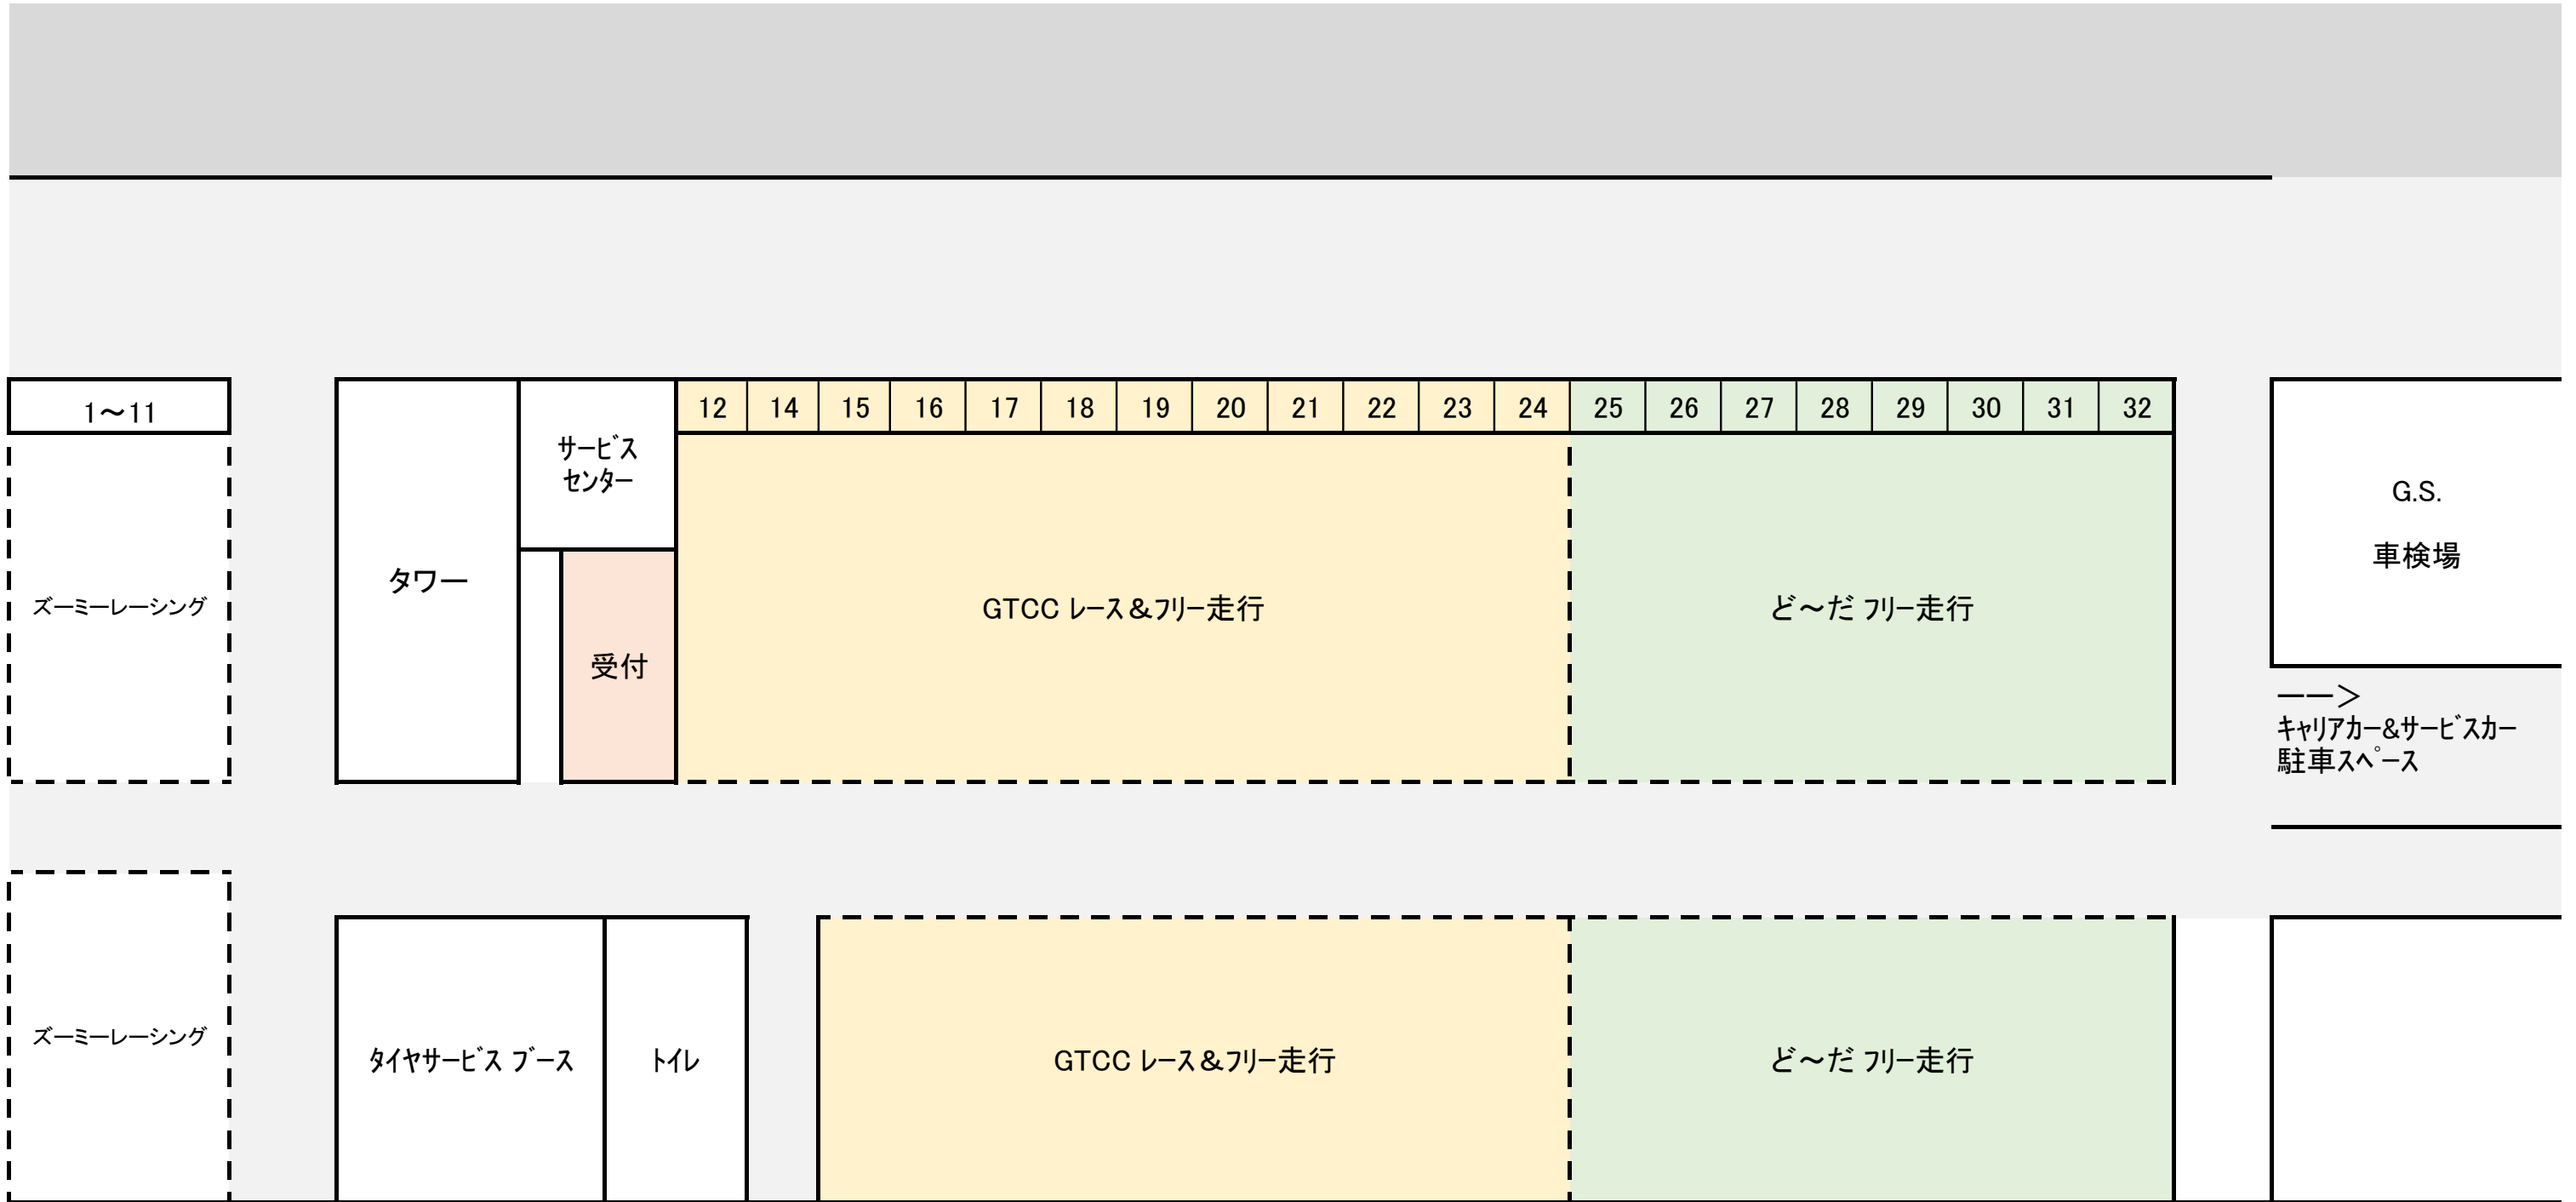 1～11
12 14 15 16 17 18 19 20 21 22 23 24 25 26 27 28 29 30 31 32
サービス
センター
G.S.
車検場
タワー
ズーミーレーシング
GTCC レース＆フリー走行
ど～だ フリー走行
受付
ーー＞
キャリアカー&サービスカー
駐車スペース
ズーミーレーシング
タイヤサービス ブース
トイレ
GTCC レース＆フリー走行
ど～だ フリー走行